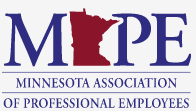 MAPE
MINNESOTA ASSOCIATION
OF PROFESSIONAL EMPLOYEES